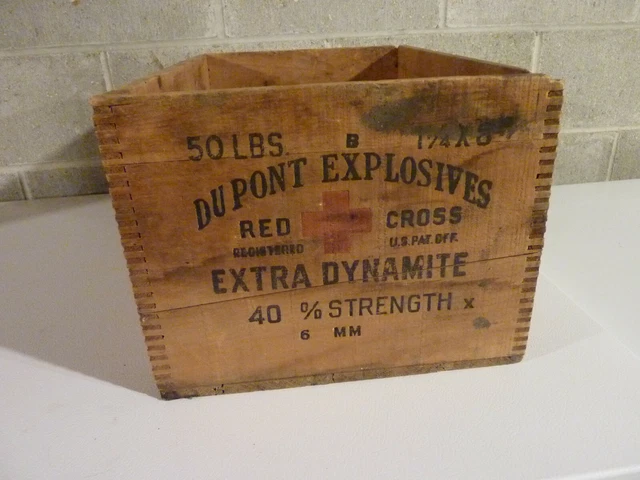 50 LBS. B 1¼ X 8
DU PONT EXPLOSIVES
RED CROSS
REGISTERED U.S. PAT. OFF.
EXTRA DYNAMITE
40 % STRENGTH x
6 MM